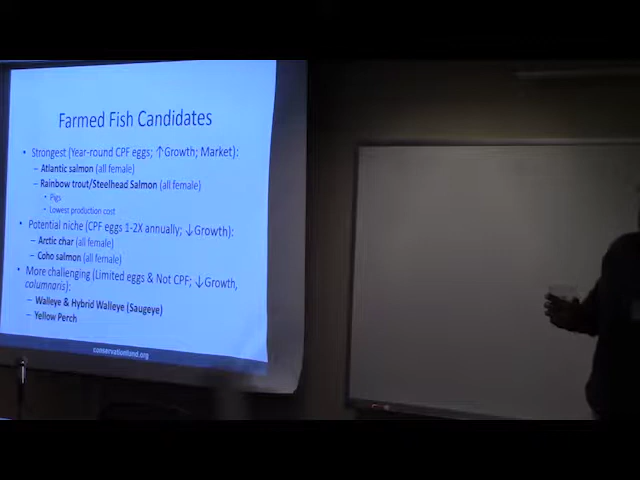 Farmed Fish Candidates
• Strongest (Year-round CPF eggs; ↑Growth; Market):
– Atlantic salmon (all female)
– Rainbow trout/Steelhead Salmon (all female)
• Pigs
• Lowest production cost
• Potential niche (CPF eggs 1-2X annually; ↓Growth):
– Arctic char (all female)
– Coho salmon (all female)
• More challenging (Limited eggs & Not CPF; ↓Growth,
columnaris):
– Walleye & Hybrid Walleye (Saugeye)
– Yellow Perch
conservationfund.org